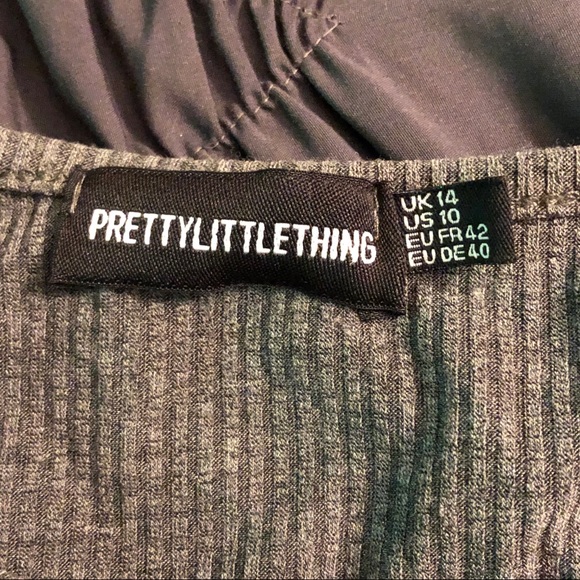 PRETTYLITTLETHING
UK 14
US 10
EU FR 42
EU DE 40